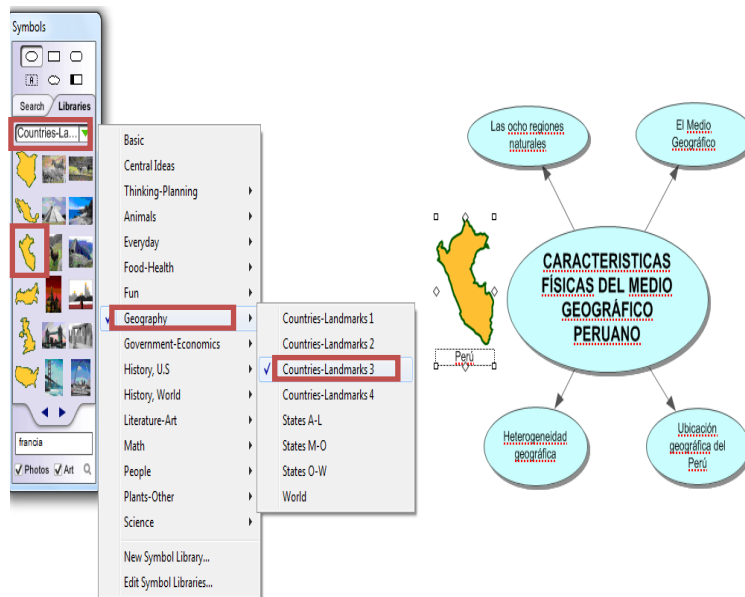 Symbols
A
Search
Libraries
Countries-La...
francia
Photos
Art
Basic
Central Ideas
Thinking-Planning
Animals
Everyday
Food-Health
Fun
Geography
Government-Economics
History, U.S
History, World
Literature-Art
Math
People
Plants-Other
Science
New Symbol Library...
Edit Symbol Libraries...
Countries-Landmarks 1
Countries-Landmarks 2
Countries-Landmarks 3
Countries-Landmarks 4
States A-L
States M-O
States O-W
World
Las ocho regiones
naturales
El Medio
Geográfico
CARACTERISTICAS
FÍSICAS DEL MEDIO
GEOGRÁFICO
PERUANO
Perú
Heterogeneidad
geográfica
Ubicación
geográfica del
Perú